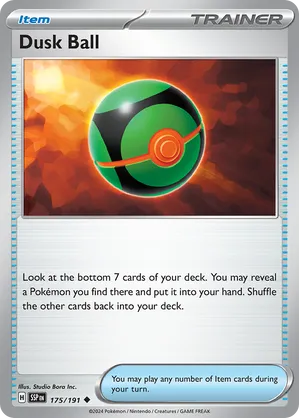 Item
TRAINER
Dusk Ball
Look at the bottom 7 cards of your deck. You may reveal
a Pokémon you find there and put it into your hand. Shuffle
the other cards back into your deck.
Illus. Studio Bora Inc.
H SSP EN 175/191
You may play any number of Item cards during
your turn.
©2024 Pokémon / Nintendo / Creatures / GAME FREAK